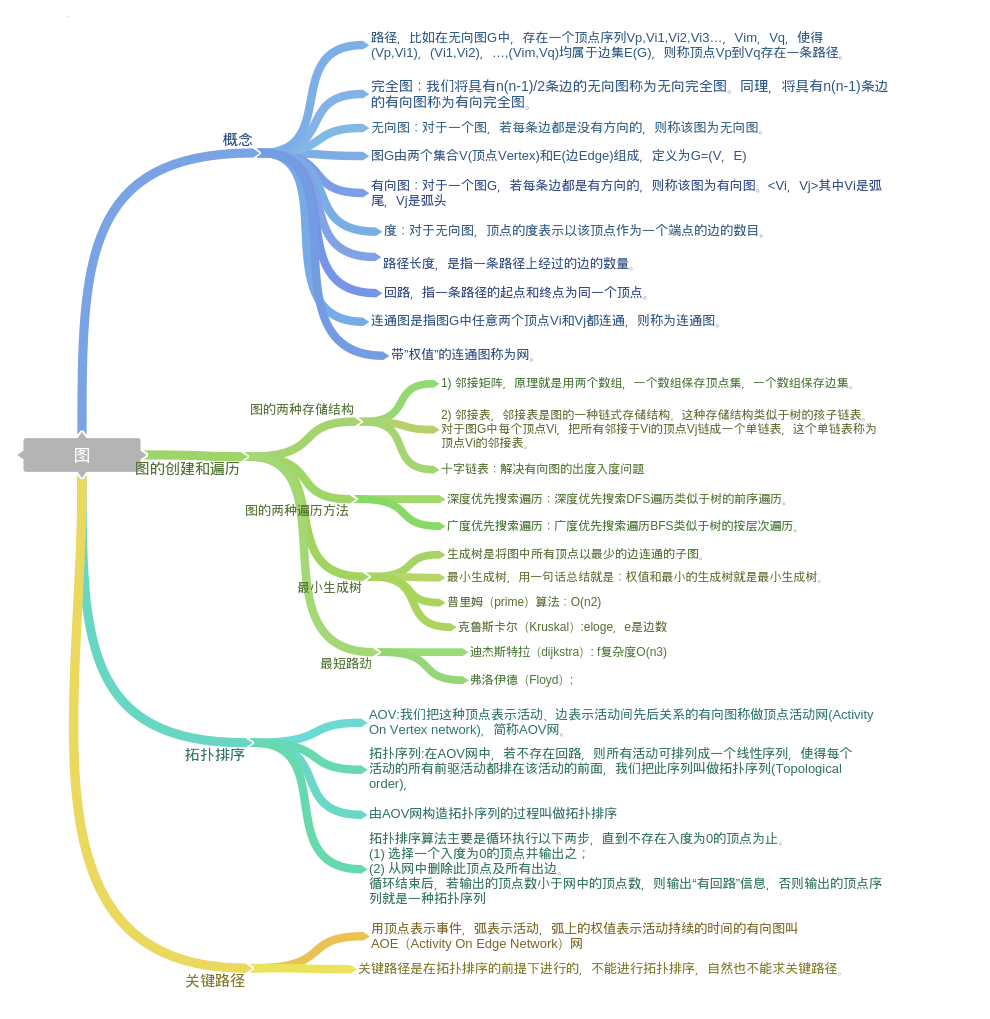 路径，比如在无向图G中，存在一个顶点序列Vp,Vi1,Vi2,Vi3…，Vim，Vq，使得
(Vp,Vi1)，(Vi1,Vi2)，…,(Vim,Vq)均属于边集E(G)，则称顶点Vp到Vq存在一条路径。
完全图：我们将具有n(n-1)/2条边的无向图称为无向完全图。同理，将具有n(n-1)条边
的有向图称为有向完全图。
概念
无向图：对于一个图，若每条边都是没有方向的，则称该图为无向图。
图G由两个集合V(顶点Vertex)和E(边Edge)组成，定义为G=(V，E)
有向图：对于一个图G，若每条边都是有方向的，则称该图为有向图。<Vi，Vj>其中Vi是弧
尾，Vj是弧头
度：对于无向图，顶点的度表示以该顶点作为一个端点的边的数目。
路径长度，是指一条路径上经过的边的数量。
回路，指一条路径的起点和终点为同一个顶点。
连通图是指图G中任意两个顶点Vi和Vj都连通，则称为连通图。
带”权值”的连通图称为网。
图
图的创建和遍历
图的两种存储结构
1) 邻接矩阵，原理就是用两个数组，一个数组保存顶点集，一个数组保存边集。
2) 邻接表，邻接表是图的一种链式存储结构。这种存储结构类似于树的孩子链表。
对于图G中每个顶点Vi，把所有邻接于Vi的顶点Vj链成一个单链表，这个单链表称为
顶点Vi的邻接表。
十字链表：解决有向图的出度入度问题
图的两种遍历方法
深度优先搜索遍历：深度优先搜索DFS遍历类似于树的前序遍历。
广度优先搜索遍历：广度优先搜索遍历BFS类似于树的按层次遍历。
最小生成树
生成树是将图中所有顶点以最少的边连通的子图。
最小生成树，用一句话总结就是：权值和最小的生成树就是最小生成树。
普里姆（prime）算法：O(n2)
克鲁斯卡尔（Kruskal）:eloge，e是边数
最短路劲
迪杰斯特拉（dijkstra）: f复杂度O(n3)
弗洛伊德（Floyd）:
拓扑排序
AOV:我们把这种顶点表示活动、边表示活动间先后关系的有向图称做顶点活动网(Activity
On Vertex network)，简称AOV网。
拓扑序列:在AOV网中，若不存在回路，则所有活动可排列成一个线性序列，使得每个
活动的所有前驱活动都排在该活动的前面，我们把此序列叫做拓扑序列(Topological
order)，
由AOV网构造拓扑序列的过程叫做拓扑排序
拓扑排序算法主要是循环执行以下两步，直到不存在入度为0的顶点为止。
(1) 选择一个入度为0的顶点并输出之；
(2) 从网中删除此顶点及所有出边。
循环结束后，若输出的顶点数小于网中的顶点数，则输出“有回路”信息，否则输出的顶点序
列就是一种拓扑序列
关键路径
用顶点表示事件，弧表示活动，弧上的权值表示活动持续的时间的有向图叫
AOE（Activity On Edge Network）网
关键路径是在拓扑排序的前提下进行的，不能进行拓扑排序，自然也不能求关键路径。